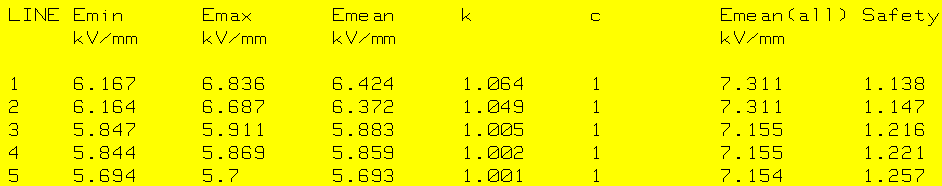 LINE Emin Emax Emean k c Emean(all) Safety
kV/mm kV/mm kV/mm kV/mm
1 6.167 6.836 6.424 1.064 1 7.311 1.138
2 6.164 6.687 6.372 1.049 1 7.311 1.147
3 5.847 5.911 5.883 1.005 1 7.155 1.216
4 5.844 5.869 5.859 1.002 1 7.155 1.221
5 5.694 5.7 5.693 1.001 1 7.154 1.257